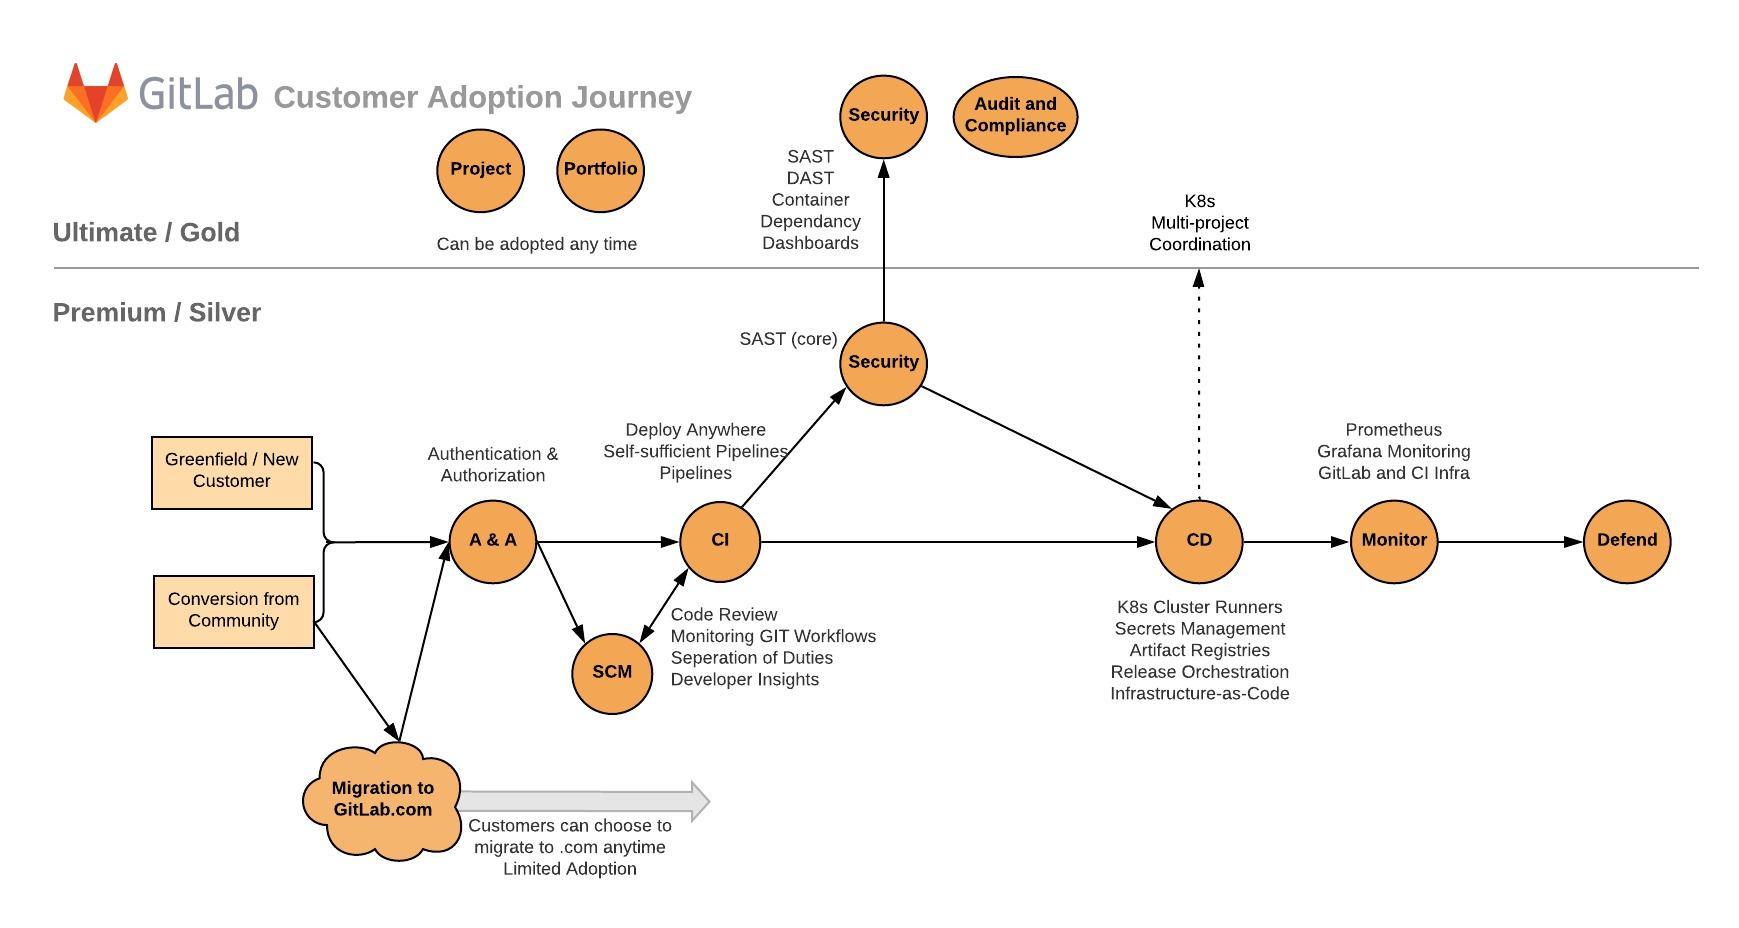 GitLab Customer Adoption Journey
Security
Audit and
Compliance
Project
Portfolio
Can be adopted any time
SAST
DAST
Container
Dependancy
Dashboards
K8s
Multi-project
Coordination
Ultimate / Gold
Premium / Silver
SAST (core)
Security
Greenfield / New
Customer
Conversion from
Community
Authentication &
Authorization
A & A
Deploy Anywhere
Self-sufficient Pipelines
Pipelines
CI
SCM
Code Review
Monitoring GIT Workflows
Seperation of Duties
Developer Insights
CD
K8s Cluster Runners
Secrets Management
Artifact Registries
Release Orchestration
Infrastructure-as-Code
Prometheus
Grafana Monitoring
GitLab and CI Infra
Monitor
Defend
Migration to
GitLab.com
Customers can choose to
migrate to .com anytime
Limited Adoption